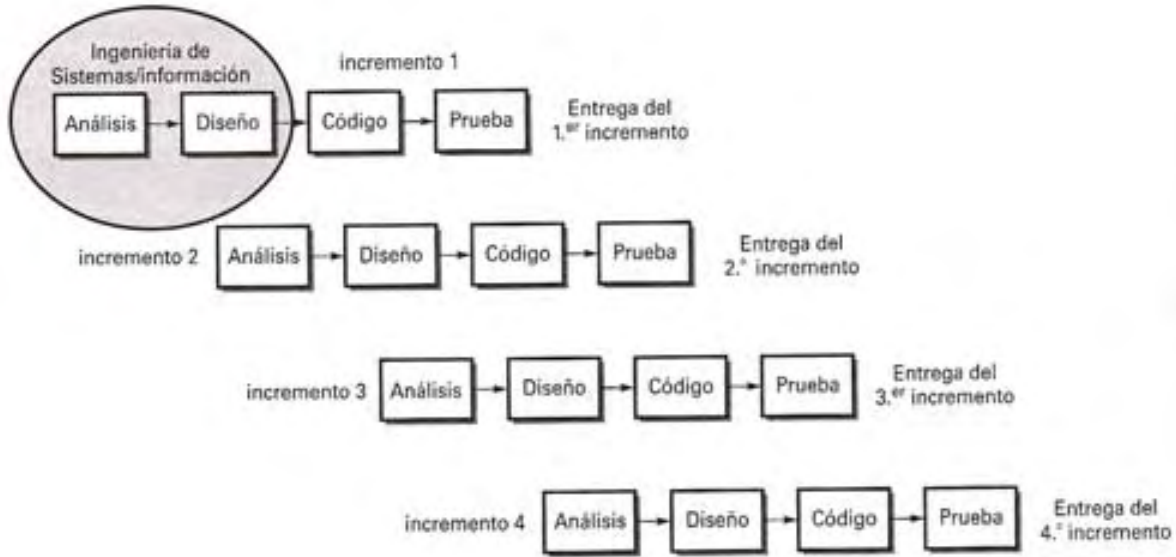 Ingeniería de
Sistemas/información
incremento 1
Análisis
Diseño
Código
Prueba
Entrega del
1.er incremento
incremento 2
Análisis
Diseño
Código
Prueba
Entrega del
2.° incremento
incremento 3
Análisis
Diseño
Código
Prueba
Entrega del
3.er incremento
incremento 4
Análisis
Diseño
Código
Prueba
Entrega del
4.° incremento